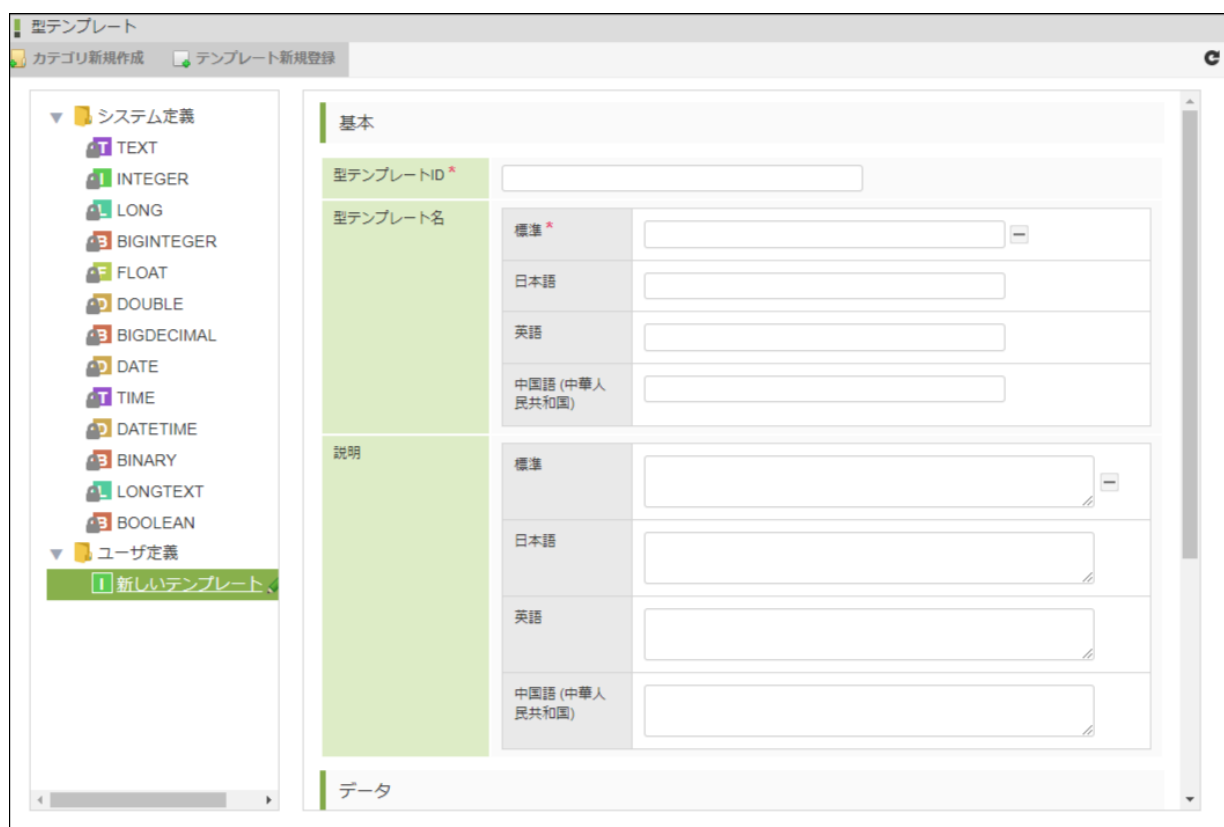 型テンプレート
カテゴリ新規作成 テンプレート新規登録
システム定義
T TEXT
I INTEGER
L LONG
B BIGINTEGER
F FLOAT
D DOUBLE
B BIGDECIMAL
D DATE
T TIME
D DATETIME
B BINARY
L LONGTEXT
B BOOLEAN
ユーザ定義
I 新しいテンプレート
基本
型テンプレートID *
型テンプレート名
標準 *
日本語
英語
中国語 (中華人
民共和国)
説明
標準
日本語
英語
中国語 (中華人
民共和国)
データ